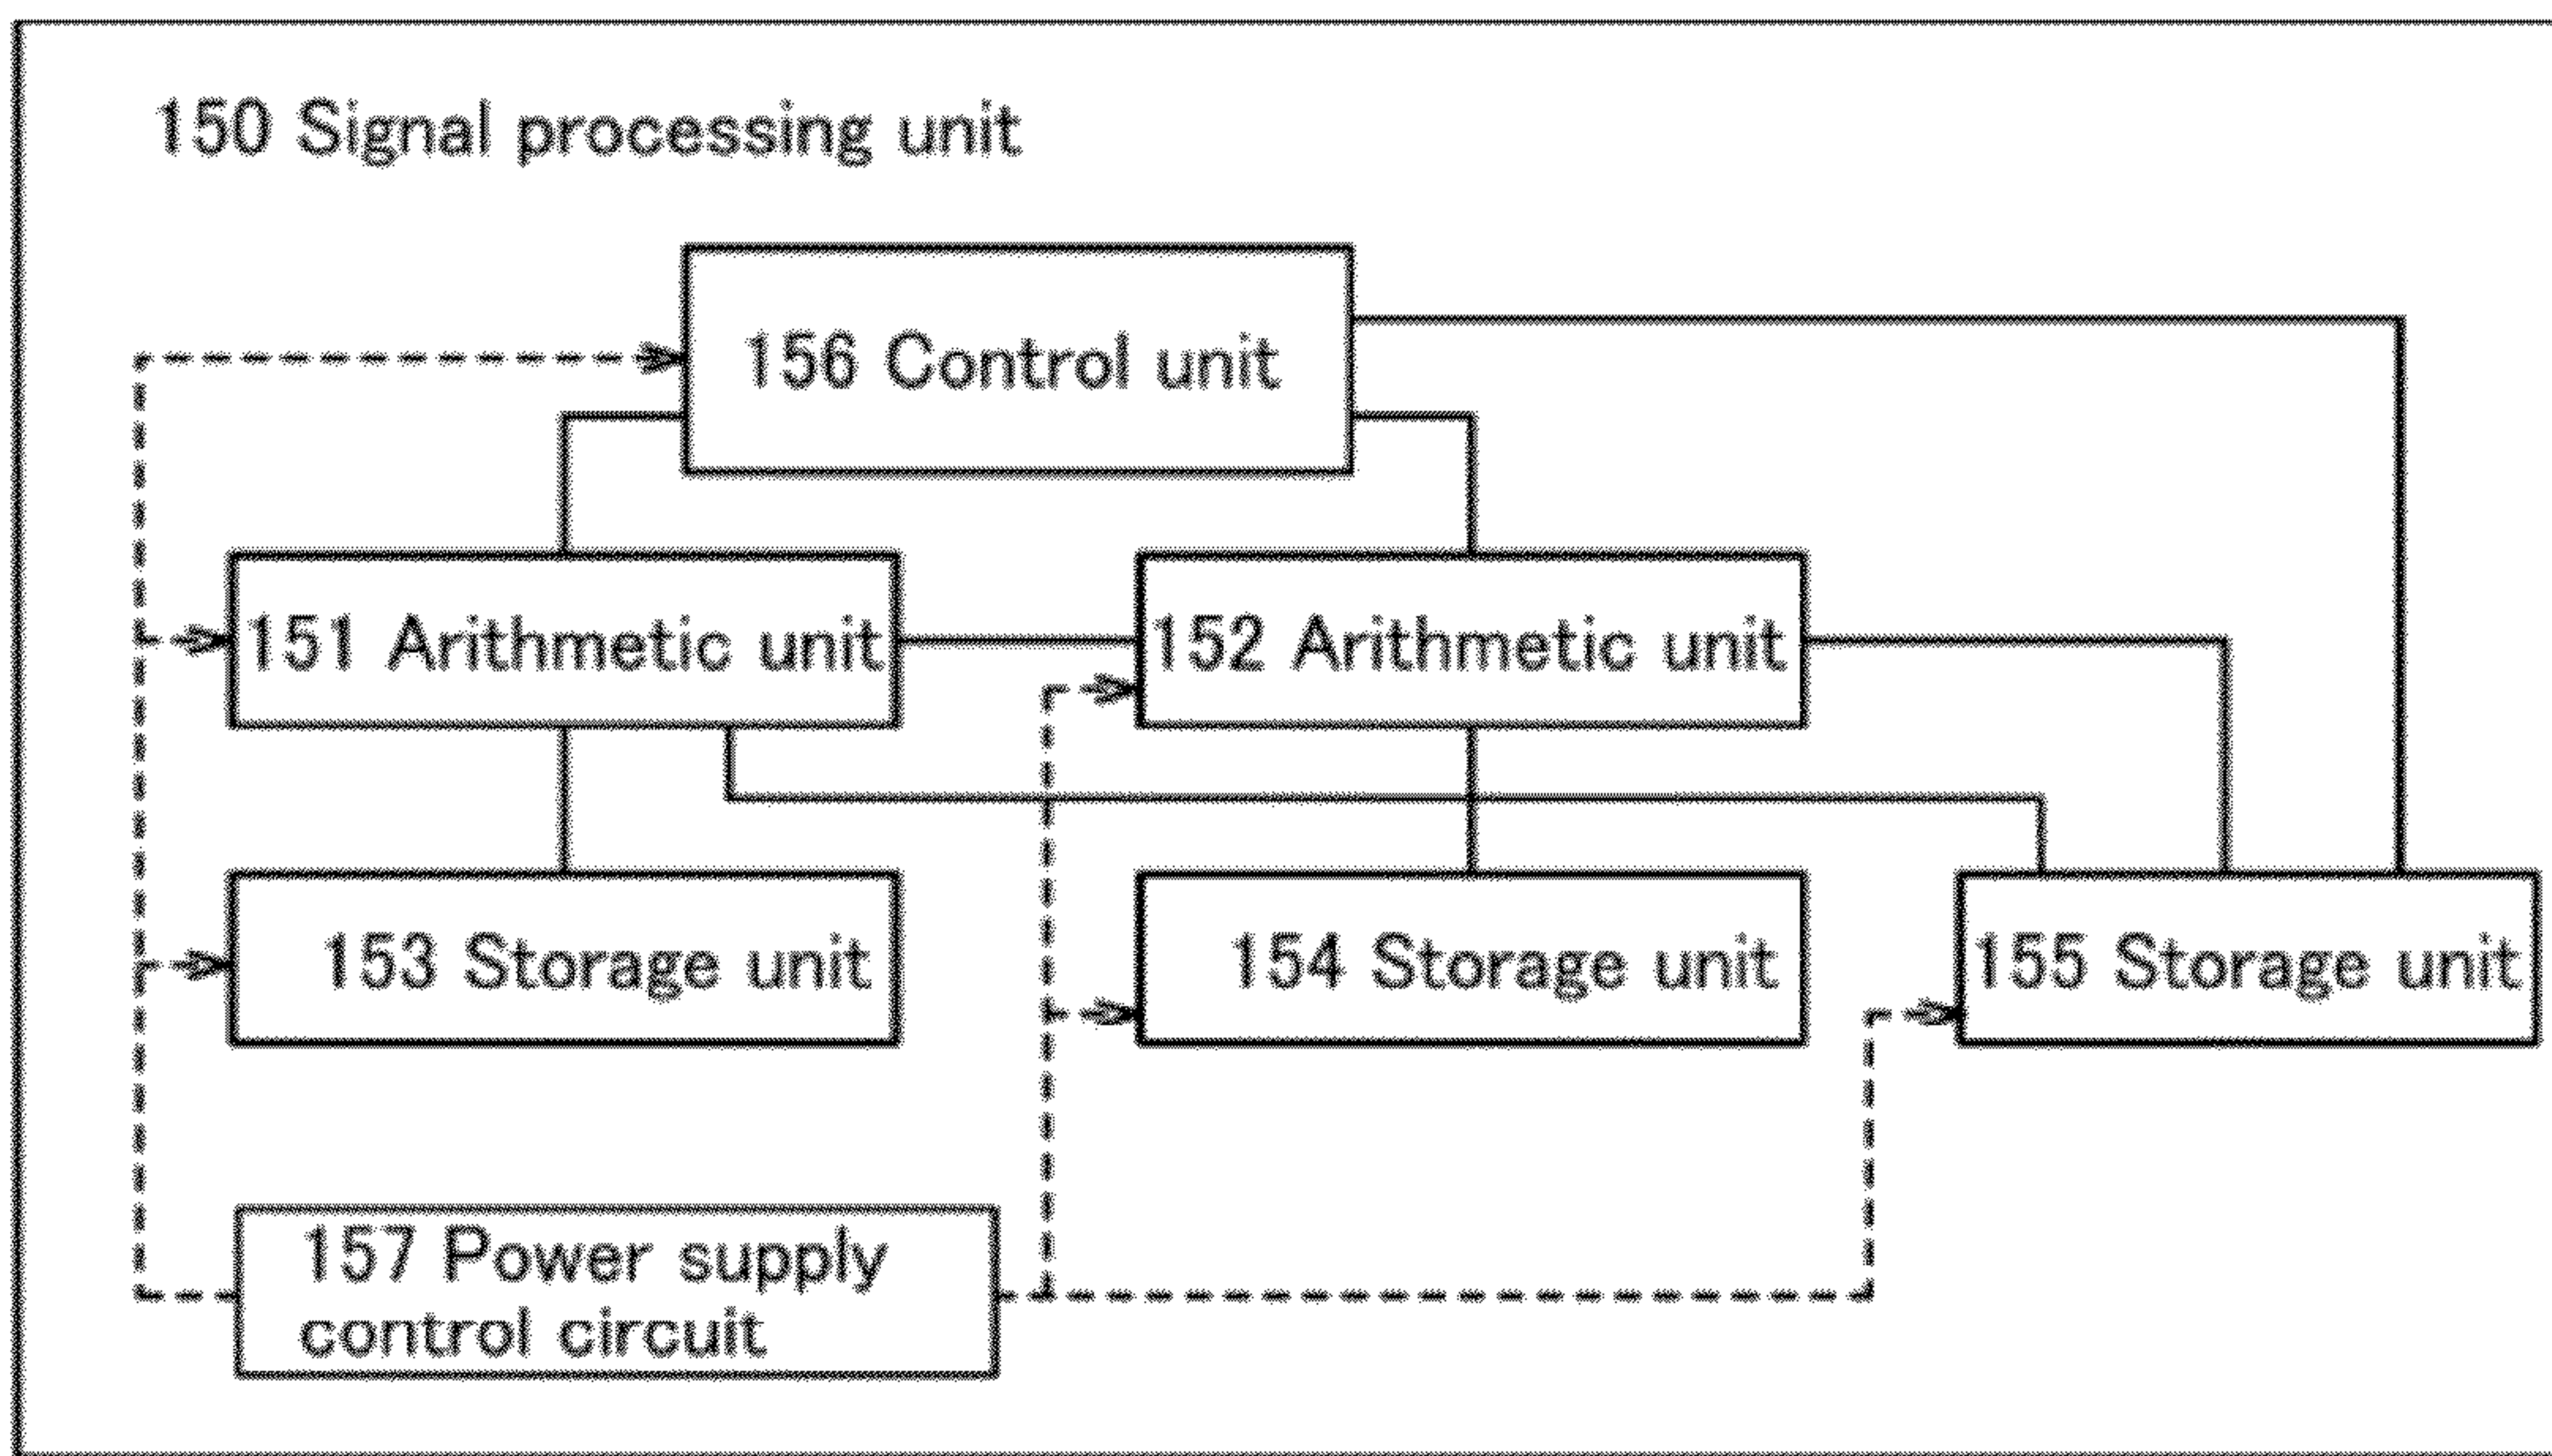 150 Signal processing unit
156 Control unit
151 Arithmetic unit
152 Arithmetic unit
153 Storage unit
154 Storage unit
155 Storage unit
157 Power supply
control circuit